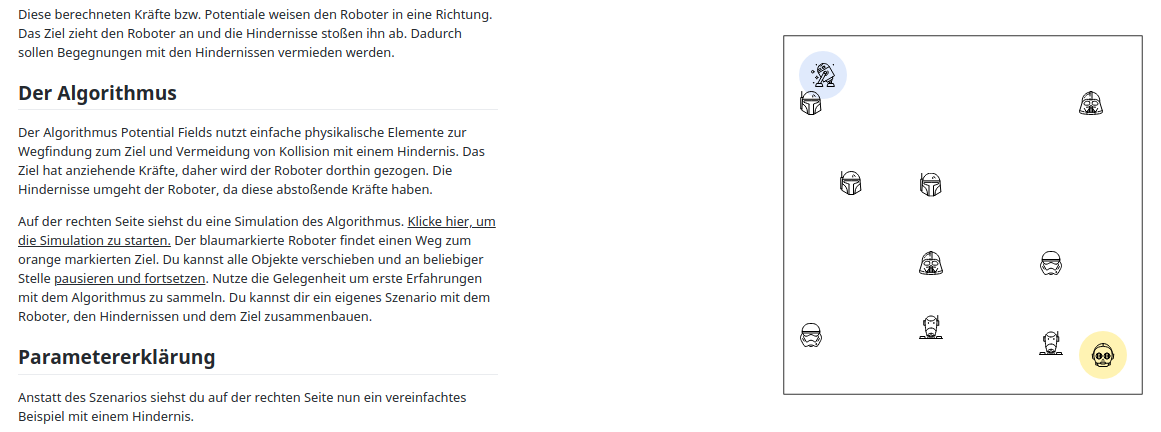 Diese berechneten Kräfte bzw. Potentiale weisen den Roboter in eine Richtung.
Das Ziel zieht den Roboter an und die Hindernisse stoßen ihn ab. Dadurch
sollen Begegnungen mit den Hindernissen vermieden werden.
Der Algorithmus
Der Algorithmus Potential Fields nutzt einfache physikalische Elemente zur
Wegfindung zum Ziel und Vermeidung von Kollision mit einem Hindernis. Das
Ziel hat anziehende Kräfte, daher wird der Roboter dorthin gezogen. Die
Hindernisse umgeht der Roboter, da diese abstoßende Kräfte haben.
Auf der rechten Seite siehst du eine Simulation des Algorithmus. Klicke hier, um
die Simulation zu starten. Der blaumarkierte Roboter findet einen Weg zum
orange markierten Ziel. Du kannst alle Objekte verschieben und an beliebiger
Stelle pausieren und fortsetzen. Nutze die Gelegenheit um erste Erfahrungen
mit dem Algorithmus zu sammeln. Du kannst dir ein eigenes Szenario mit dem
Roboter, den Hindernissen und dem Ziel zusammenbauen.
Parametererklärung
Anstatt des Szenarios siehst du auf der rechten Seite nun ein vereinfachtes
Beispiel mit einem Hindernis.